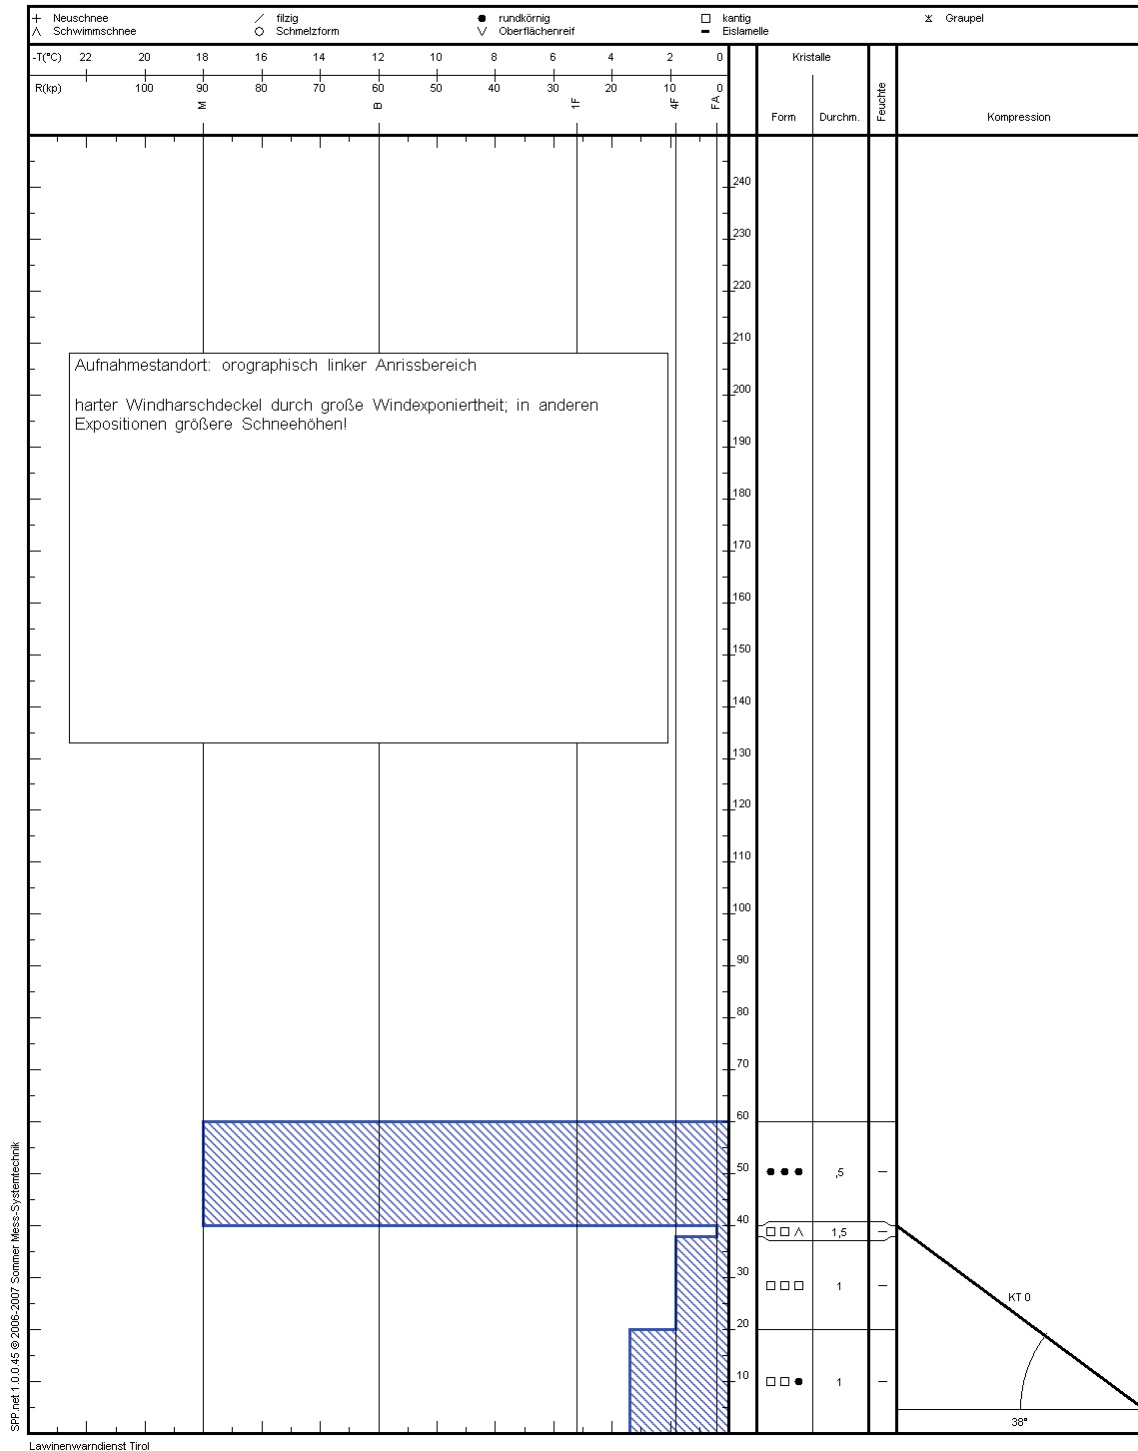 + Neuschnee / filzig ● rundkörnig □ kantig Graupel
∧ Schwimmschnee ○ Schmelzform ∨ Oberflächenreif ▬ Eislamelle
-T(°C) 22 20 18 16 14 12 10 8 6 4 2 0 Kristalle
R(kp) 100 90 80 70 60 50 40 30 20 10 0
M B 1F 4F FA
Form Durchm. Feuchte Kompression
240
230
220
210
Aufnahmestandort: orographisch linker Anrissbereich
200
harter Windharschdeckel durch große Windexponiertheit; in anderen
Expositionen größere Schneehöhen!
190
180
170
160
150
140
130
120
110
100
90
80
70
60
50 ● ● ● ,5 –
40
□ □ ∧ 1,5 –
30 □ □ □ 1 –
KT 0
20
10 □ □ ● 1 –
38°
SPP.net 1.0.0.45 © 2006-2007 Sommer Mess-Systemtechnik
Lawinenwarndienst Tirol